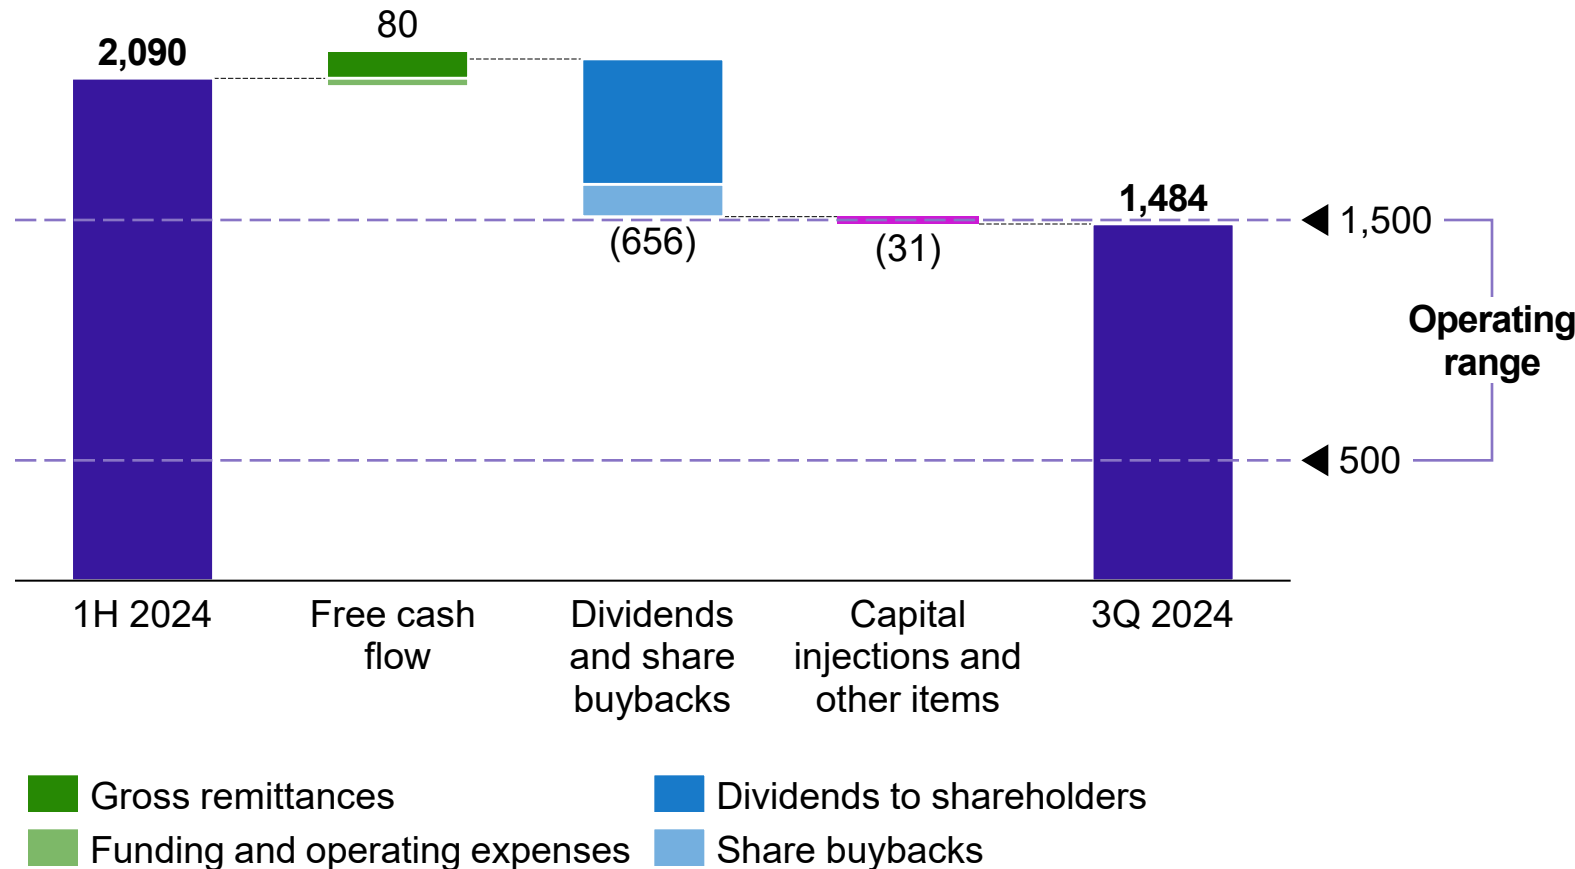 80
2,090
(656)
(31)
1,484
1,500
Operating
range
500
1H 2024
Free cash
flow
Dividends
and share
buybacks
Capital
injections and
other items
3Q 2024
Gross remittances
Dividends to shareholders
Funding and operating expenses
Share buybacks